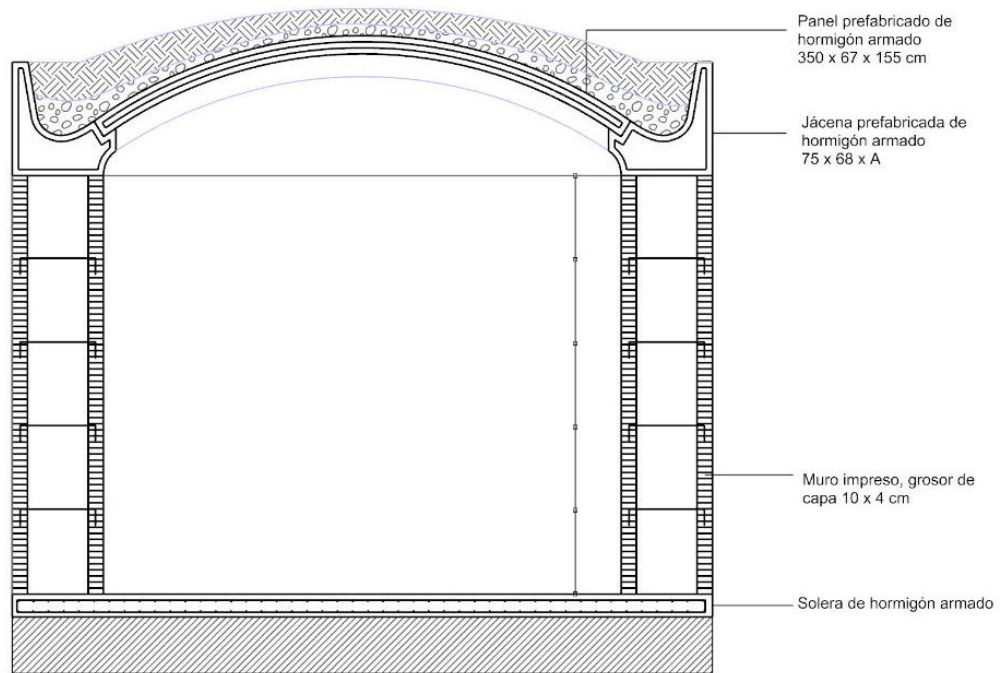 Panel prefabricado de
hormigón armado
350 x 67 x 155 cm
Jácena prefabricada de
hormigón armado
75 x 68 x A
Muro impreso, grosor de
capa 10 x 4 cm
Solera de hormigón armado